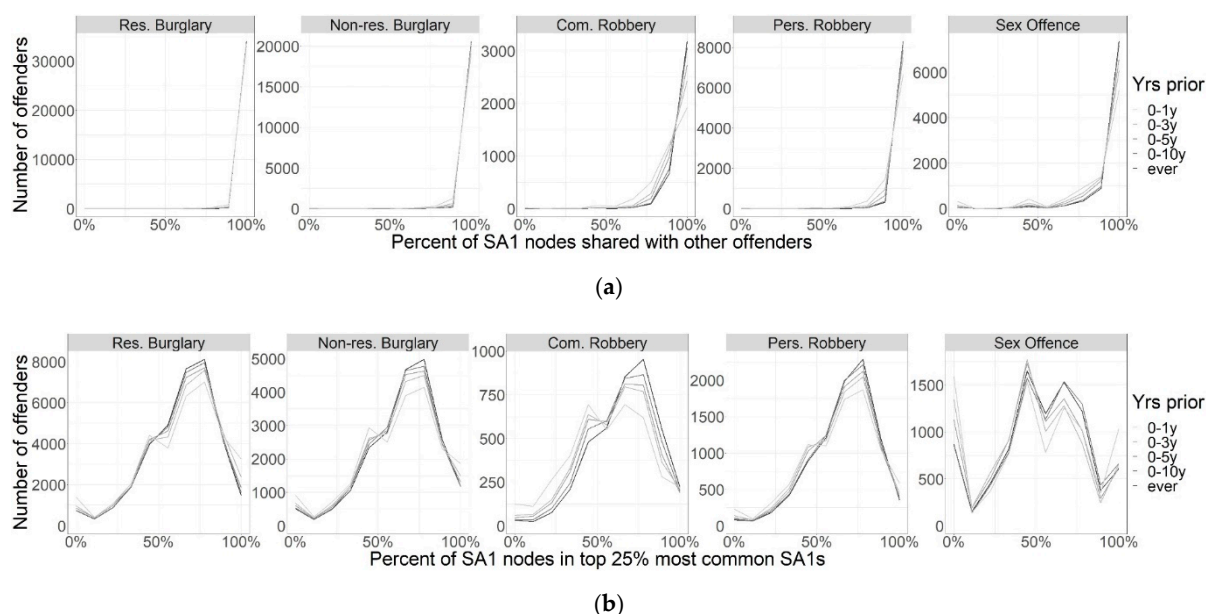 Res. Burglary
Non-res. Burglary
Com. Robbery
Pers. Robbery
Sex Offence
Number of offenders
30000
20000
10000
0
20000
15000
10000
5000
0
3000
2000
1000
0
8000
6000
4000
2000
0
6000
4000
2000
0
0% 50% 100%
0% 50% 100%
0% 50% 100%
0% 50% 100%
0% 50% 100%
Percent of SA1 nodes shared with other offenders
Yrs prior
0-1y
0-3y
0-5y
0-10y
ever
(a)
Res. Burglary
Non-res. Burglary
Com. Robbery
Pers. Robbery
Sex Offence
Number of offenders
8000
6000
4000
2000
0
5000
4000
3000
2000
1000
0
1000
750
500
250
0
2000
1500
1000
500
0
1500
1000
500
0
0% 50% 100%
0% 50% 100%
0% 50% 100%
0% 50% 100%
0% 50% 100%
Percent of SA1 nodes in top 25% most common SA1s
Yrs prior
0-1y
0-3y
0-5y
0-10y
ever
(b)